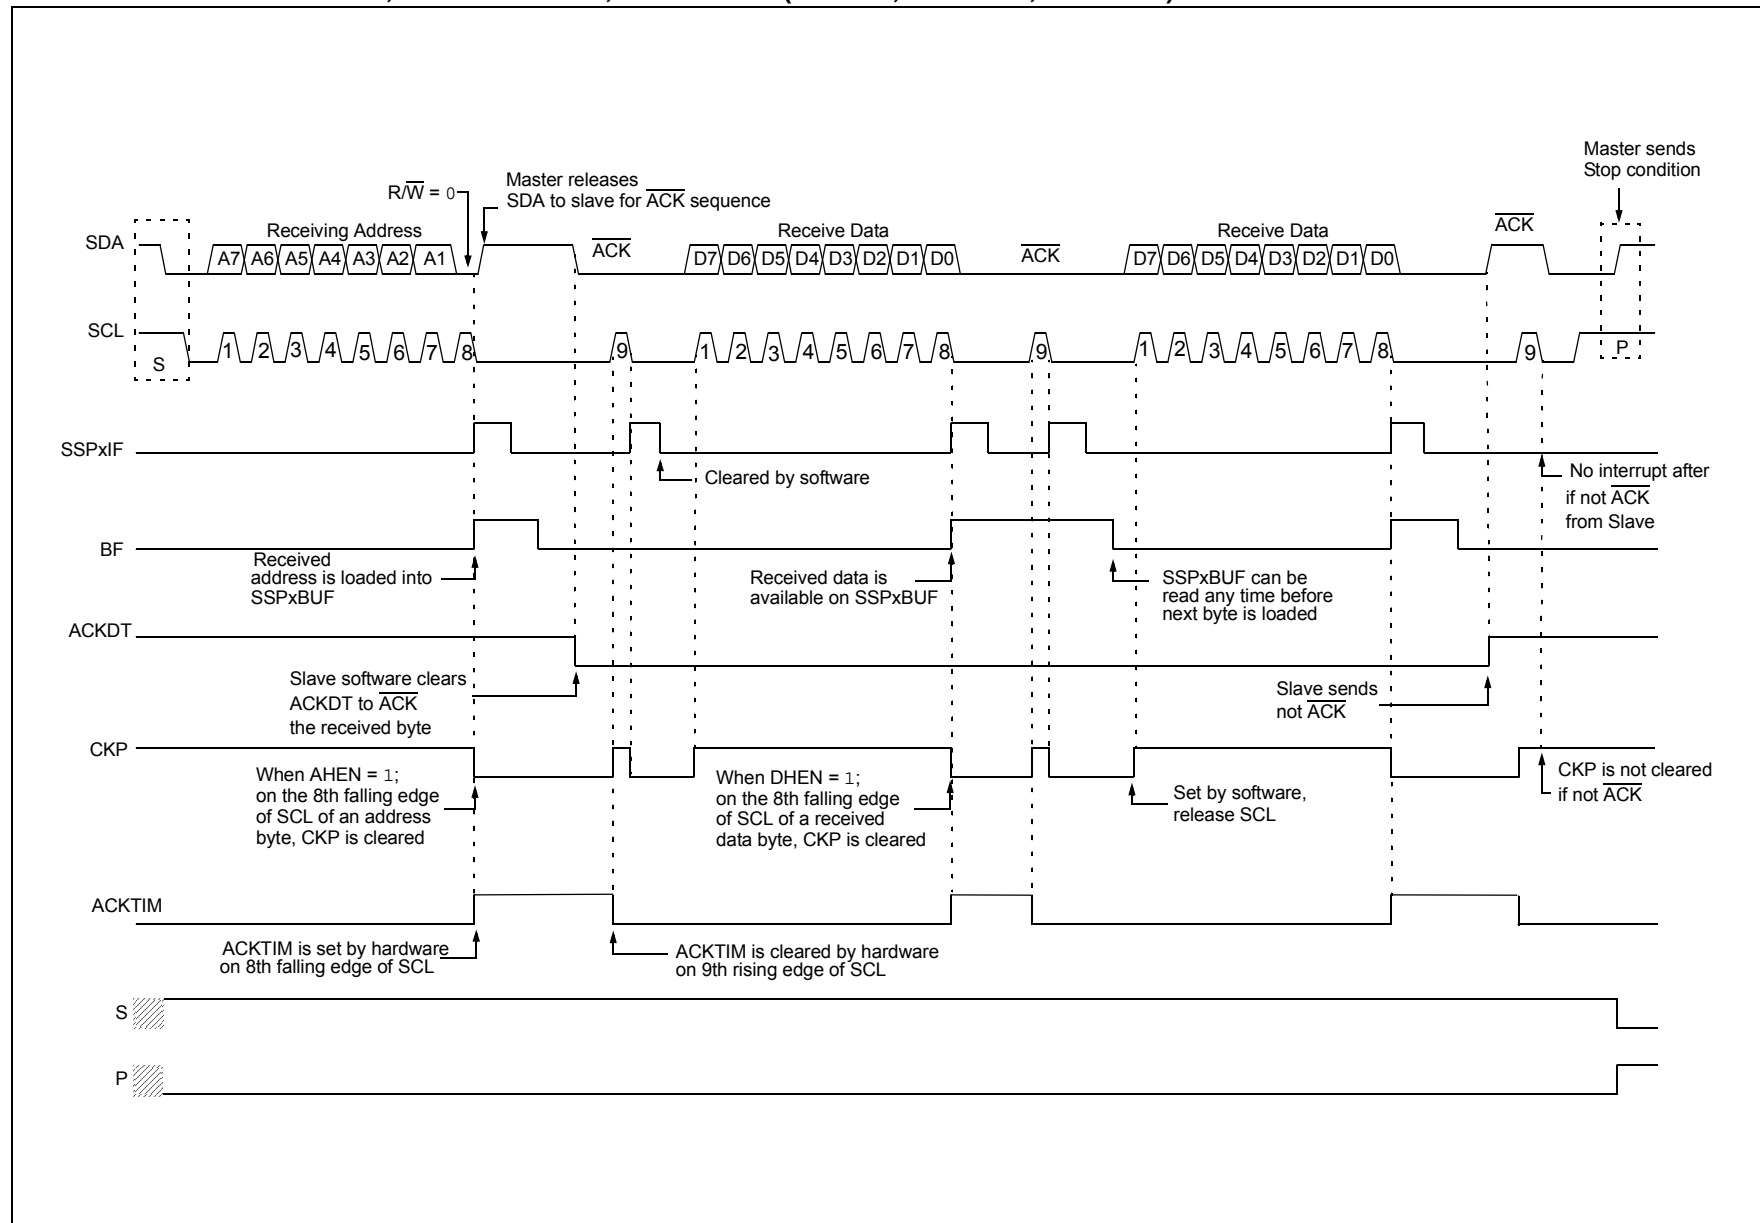 Master sends
Stop condition
R/W̅ = 0
Master releases
SDA to slave for A̅C̅K̅ sequence
SDA
Receiving Address
A̅C̅K̅
Receive Data
A̅C̅K̅
Receive Data
A̅C̅K̅
A7 A6 A5 A4 A3 A2 A1
D7 D6 D5 D4 D3 D2 D1 D0
D7 D6 D5 D4 D3 D2 D1 D0
SCL
S
1 2 3 4 5 6 7 8 9
1 2 3 4 5 6 7 8 9
1 2 3 4 5 6 7 8 9
P
SSPxIF
Cleared by software
No interrupt after
if not A̅C̅K̅
from Slave
BF
Received
address is loaded into
SSPxBUF
Received data is
available on SSPxBUF
SSPxBUF can be
read any time before
next byte is loaded
ACKDT
Slave software clears
ACKDT to A̅C̅K̅
the received byte
Slave sends
not A̅C̅K̅
CKP
When AHEN = 1;
on the 8th falling edge
of SCL of an address
byte, CKP is cleared
When DHEN = 1;
on the 8th falling edge
of SCL of a received
data byte, CKP is cleared
Set by software,
release SCL
CKP is not cleared
if not A̅C̅K̅
ACKTIM
ACKTIM is set by hardware
on 8th falling edge of SCL
ACKTIM is cleared by hardware
on 9th rising edge of SCL
S
P